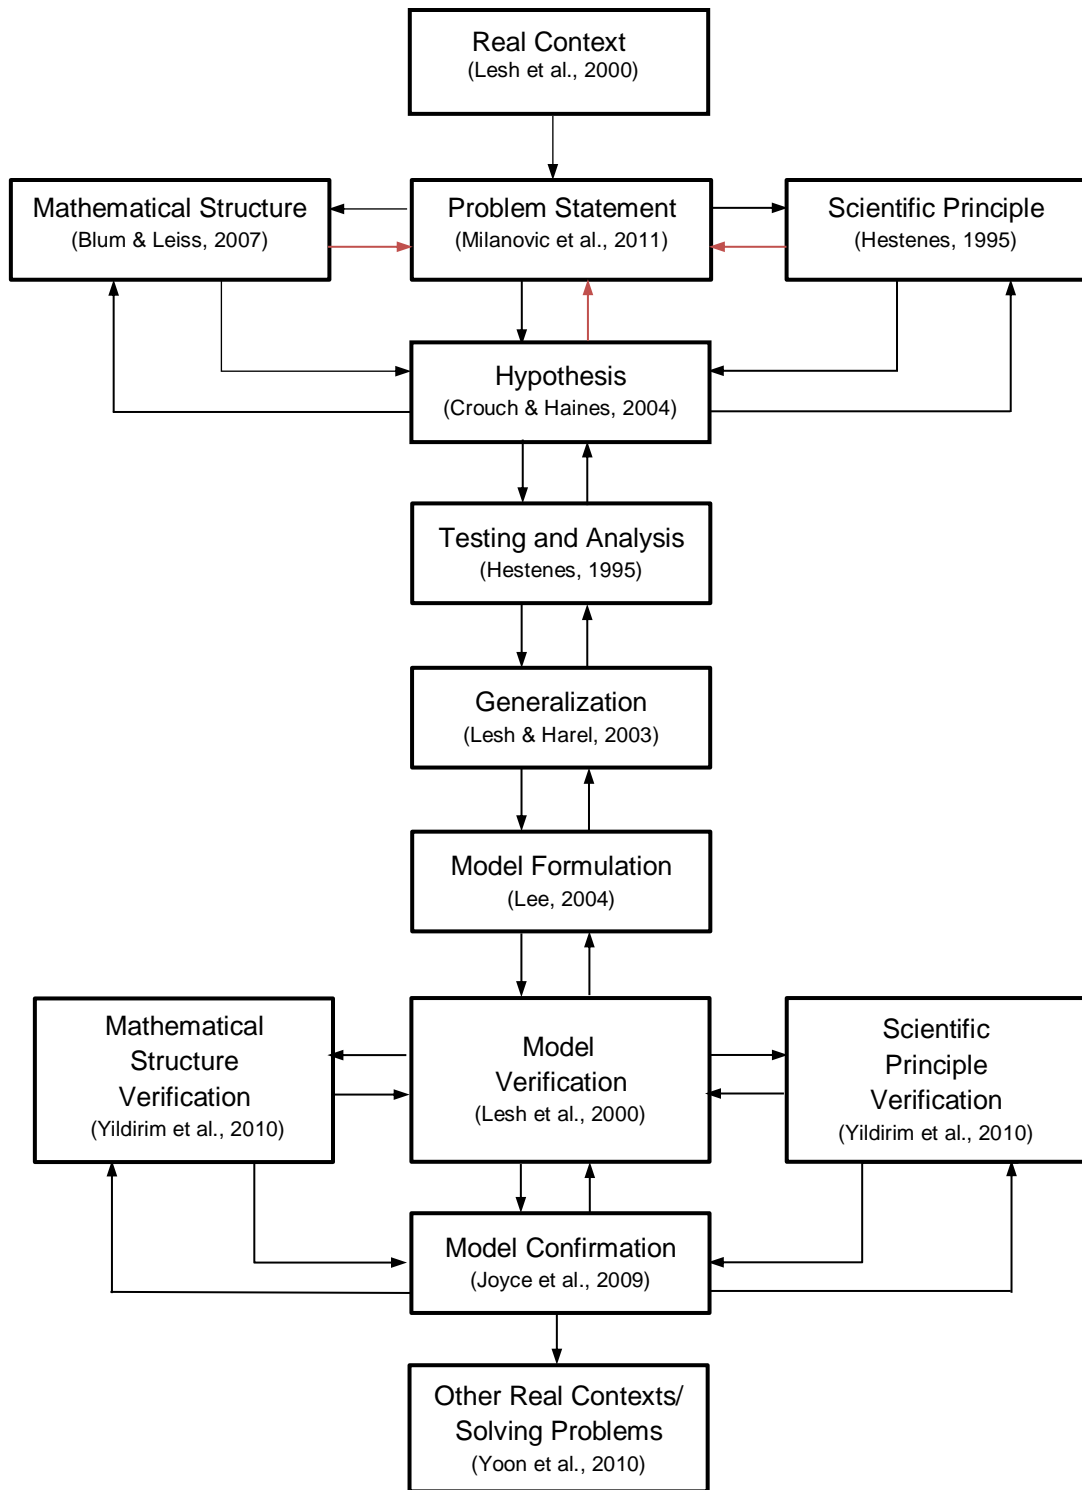 Real Context
(Lesh et al., 2000)
Mathematical Structure
(Blum & Leiss, 2007)
Problem Statement
(Milanovic et al., 2011)
Scientific Principle
(Hestenes, 1995)
Hypothesis
(Crouch & Haines, 2004)
Testing and Analysis
(Hestenes, 1995)
Generalization
(Lesh & Harel, 2003)
Model Formulation
(Lee, 2004)
Mathematical
Structure
Verification
(Yildirim et al., 2010)
Model
Verification
(Lesh et al., 2000)
Scientific
Principle
Verification
(Yildirim et al., 2010)
Model Confirmation
(Joyce et al., 2009)
Other Real Contexts/
Solving Problems
(Yoon et al., 2010)